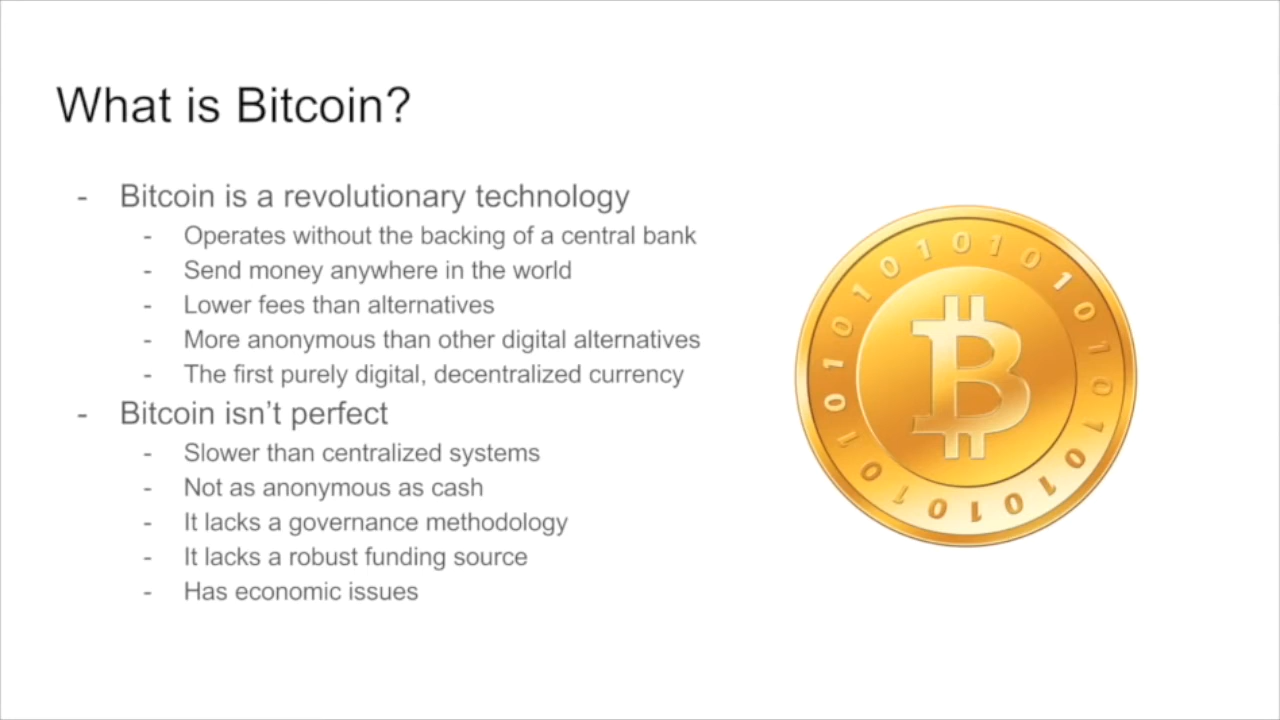 What is Bitcoin?
- Bitcoin is a revolutionary technology
- Operates without the backing of a central bank
- Send money anywhere in the world
- Lower fees than alternatives
- More anonymous than other digital alternatives
- The first purely digital, decentralized currency
- Bitcoin isn’t perfect
- Slower than centralized systems
- Not as anonymous as cash
- It lacks a governance methodology
- It lacks a robust funding source
- Has economic issues